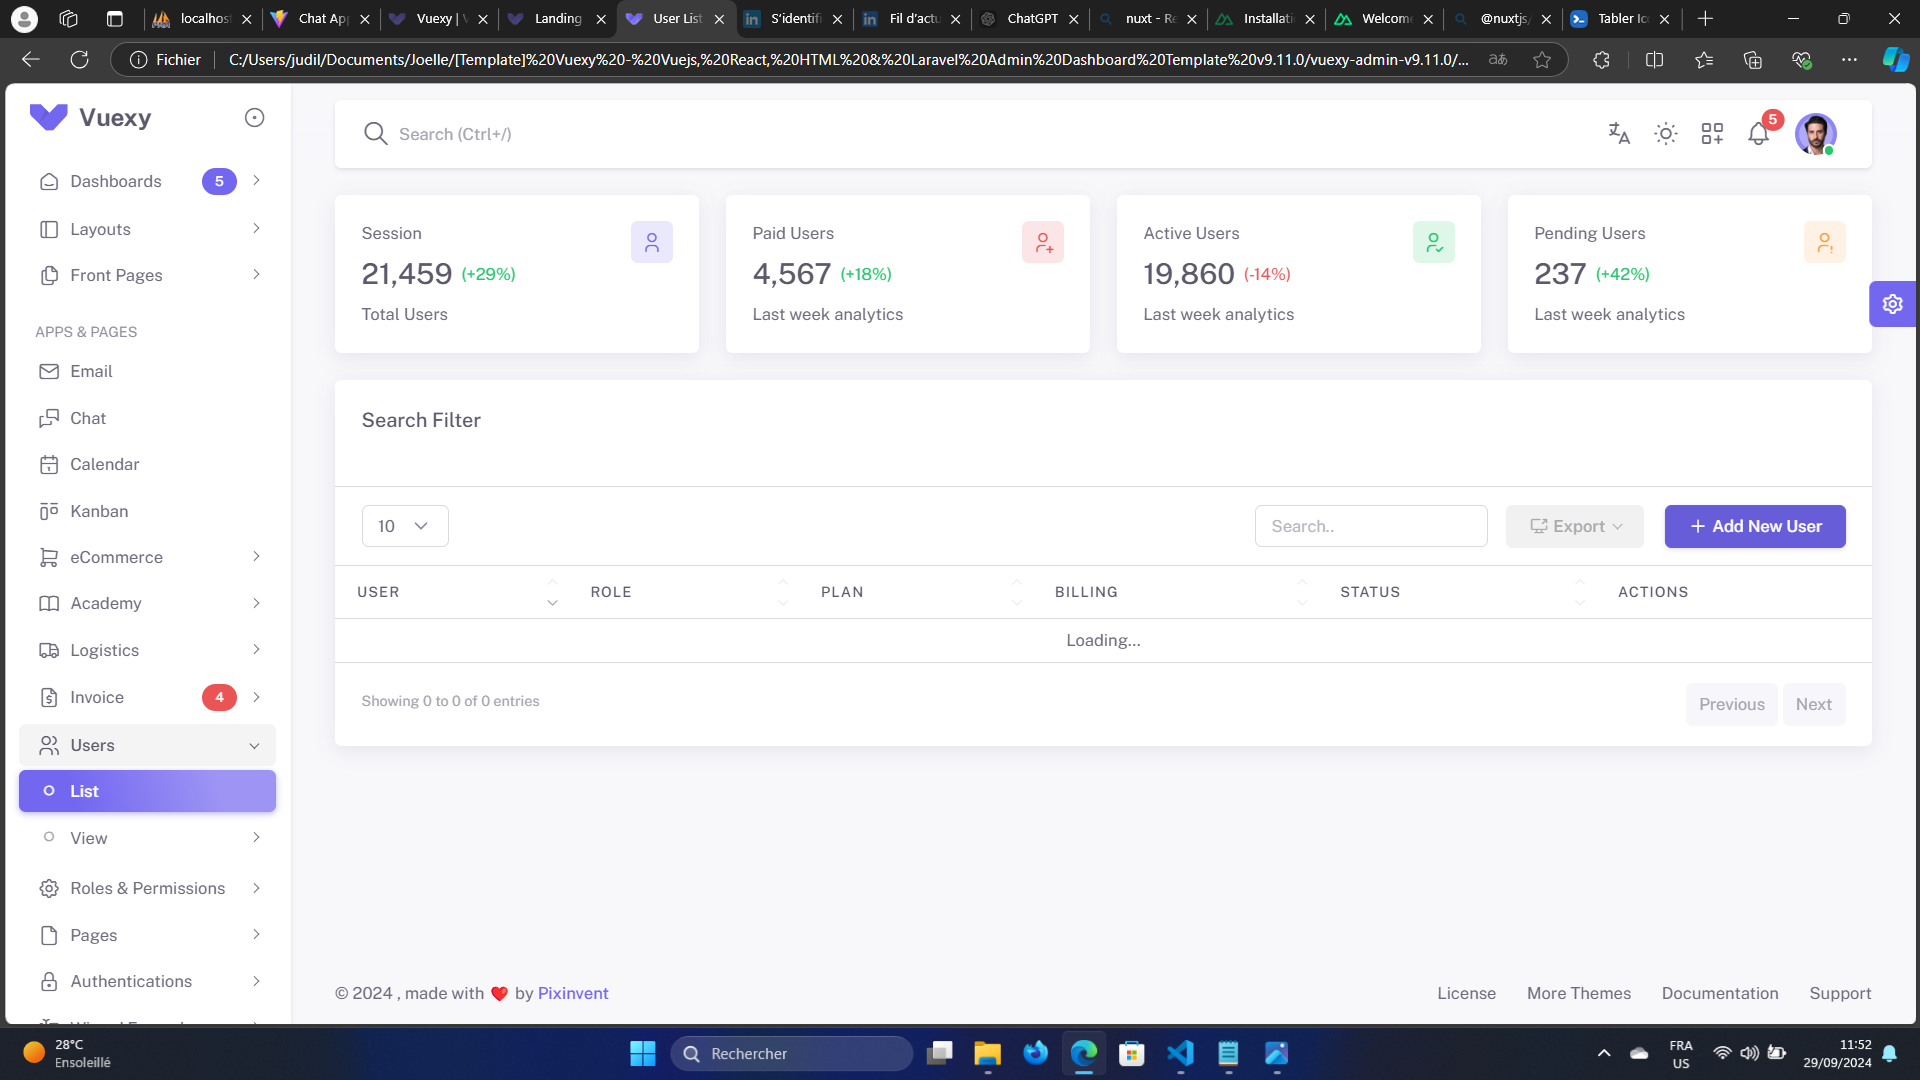 localhost
Chat App
Vuexy |
Landing
User List
S'identifi
Fil d'actu
ChatGPT
nuxt - Re
Installati
Welcome
@nuxtjs/
Tabler Ic
Fichier
C:/Users/judil/Documents/Joelle/[Template]%20Vuexy%20-%20Vuejs,%20React,%20HTML%20&%20Laravel%20Admin%20Dashboard%20Template%20v9.11.0/vuexy-admin-v9.11.0/...
Vuexy
Search (Ctrl+/)
5
Dashboards 5
Layouts
Front Pages
APPS & PAGES
Email
Chat
Calendar
Kanban
eCommerce
Academy
Logistics
Invoice 4
Users
List
View
Roles & Permissions
Pages
Authentications
Session
21,459 (+29%)
Total Users
Paid Users
4,567 (+18%)
Last week analytics
Active Users
19,860 (-14%)
Last week analytics
Pending Users
237 (+42%)
Last week analytics
Search Filter
10
Search..
Export
Add New User
USER ROLE PLAN BILLING STATUS ACTIONS
Loading...
Showing 0 to 0 of 0 entries
Previous Next
© 2024 , made with ❤️ by Pixinvent
License More Themes Documentation Support
28°C
Ensoleillé
Rechercher
FRA
US
11:52
29/09/2024